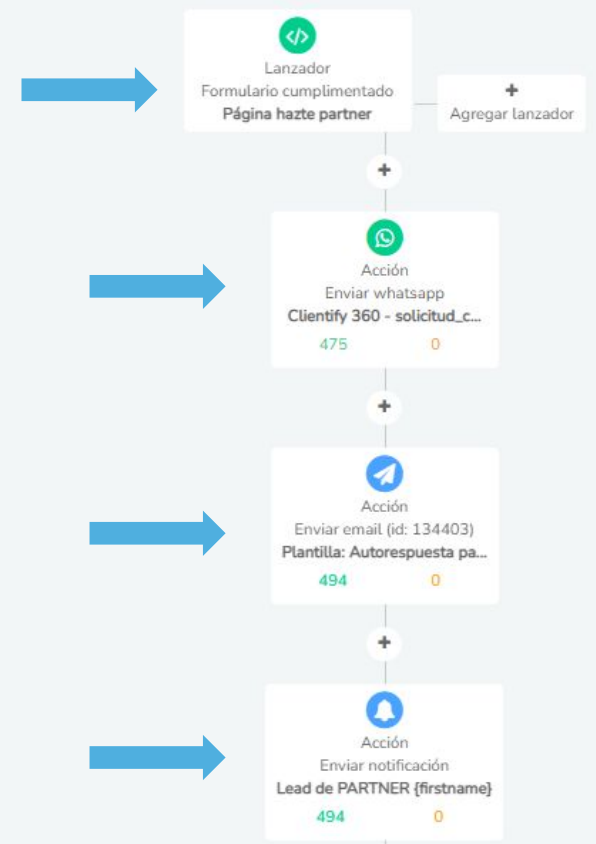 </>
Lanzador
Formulario cumplimentado
Página hazte partner
+
Agregar lanzador
+
Acción
Enviar whatsapp
Clientify 360 - solicitud_c...
475 0
+
Acción
Enviar email (id: 134403)
Plantilla: Autorespuesta pa...
494 0
+
Acción
Enviar notificación
Lead de PARTNER {firstname}
494 0